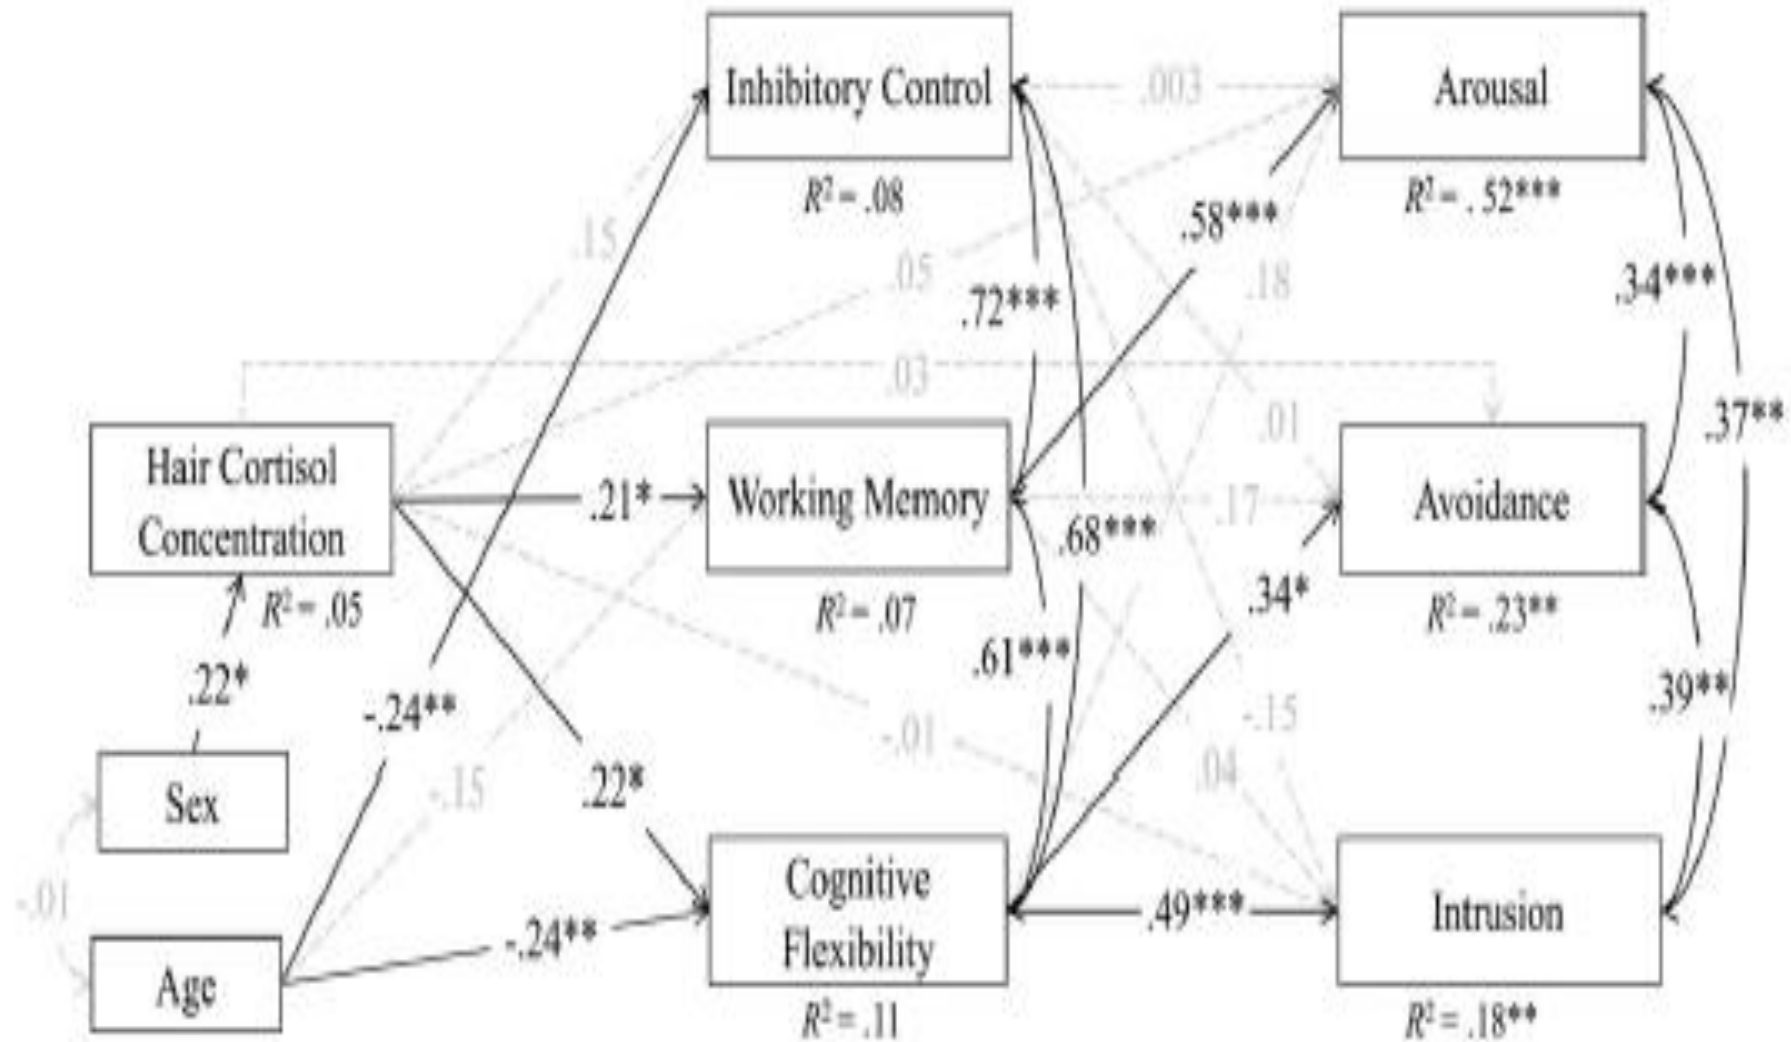 Inhibitory Control
R² = .08
.003
Arousal
R² = . 52***
.15
.05
.58***
.18
.72***
.34***
.03
.37**
.01
Hair Cortisol
Concentration
R² = .05
.21*
Working Memory
R² = .07
.17
.68***
Avoidance
R² = .23**
.34*
.61***
.22*
-.24**
.39**
-.15
-.01
.04
Sex
.22*
-.15
-.01
Age
-.24**
Cognitive
Flexibility
R² = .11
.49***
Intrusion
R² = .18**